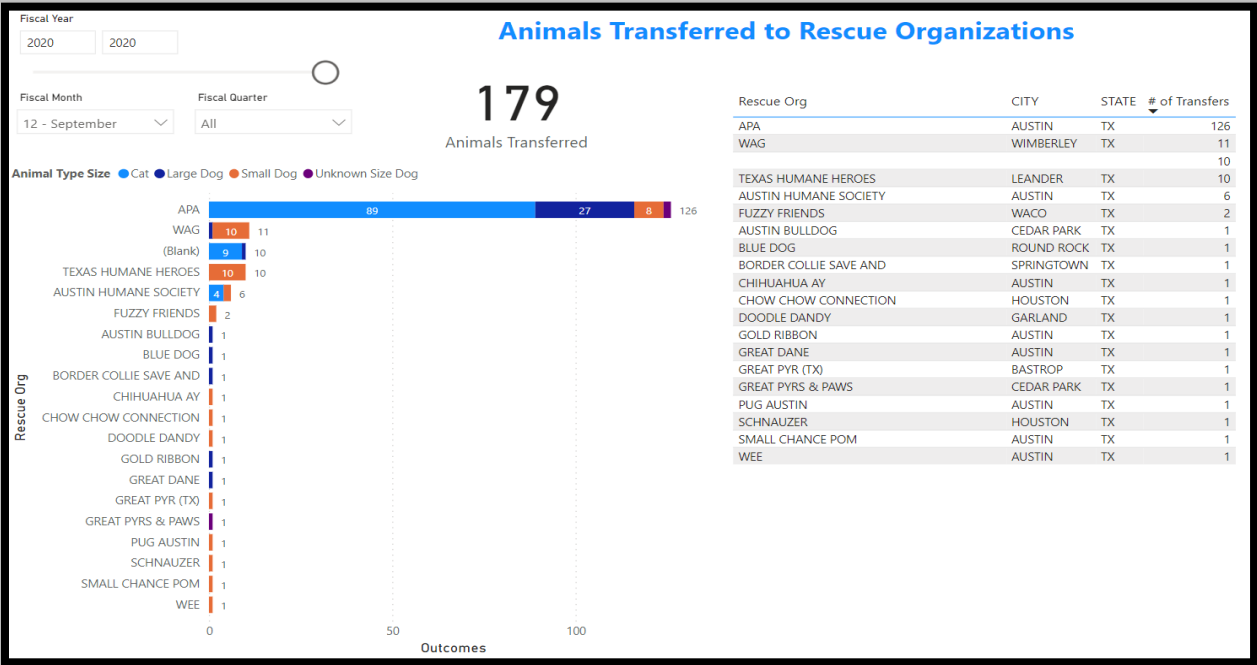 Fiscal Year
2020 2020
Animals Transferred to Rescue Organizations
Fiscal Month Fiscal Quarter
12 - September All
179
Animals Transferred
Animal Type Size Cat Large Dog Small Dog Unknown Size Dog
Rescue Org
APA 89 27 8 126
WAG 10 11
(Blank) 9 10
TEXAS HUMANE HEROES 10 10
AUSTIN HUMANE SOCIETY 4 6
FUZZY FRIENDS 2
AUSTIN BULLDOG 1
BLUE DOG 1
BORDER COLLIE SAVE AND 1
CHIHUAHUA AY 1
CHOW CHOW CONNECTION 1
DOODLE DANDY 1
GOLD RIBBON 1
GREAT DANE 1
GREAT PYR (TX) 1
GREAT PYRS & PAWS 1
PUG AUSTIN 1
SCHNAUZER 1
SMALL CHANCE POM 1
WEE 1
0 50 100
Outcomes
Rescue Org CITY STATE # of Transfers
APA AUSTIN TX 126
WAG WIMBERLEY TX 11
10
TEXAS HUMANE HEROES LEANDER TX 10
AUSTIN HUMANE SOCIETY AUSTIN TX 6
FUZZY FRIENDS WACO TX 2
AUSTIN BULLDOG CEDAR PARK TX 1
BLUE DOG ROUND ROCK TX 1
BORDER COLLIE SAVE AND SPRINGTOWN TX 1
CHIHUAHUA AY AUSTIN TX 1
CHOW CHOW CONNECTION HOUSTON TX 1
DOODLE DANDY GARLAND TX 1
GOLD RIBBON AUSTIN TX 1
GREAT DANE AUSTIN TX 1
GREAT PYR (TX) BASTROP TX 1
GREAT PYRS & PAWS CEDAR PARK TX 1
PUG AUSTIN AUSTIN TX 1
SCHNAUZER HOUSTON TX 1
SMALL CHANCE POM AUSTIN TX 1
WEE AUSTIN TX 1